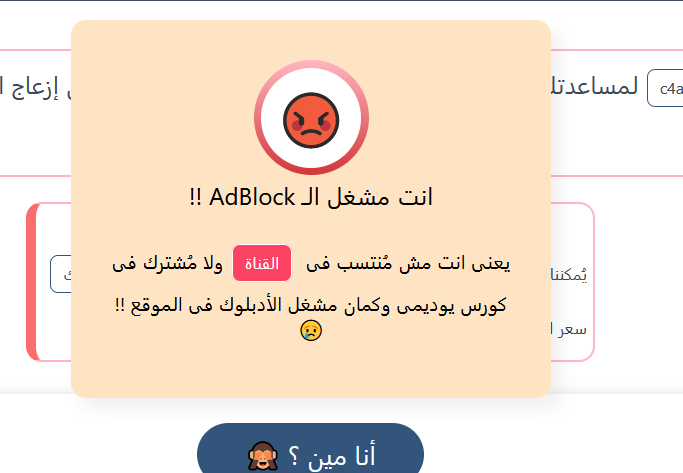 لمساعدتك c4a
إزعاج
انت مشغل الـ AdBlock !!
يعنى انت مش مُنتسب فى القناة ولا مُشترك فى
كورس يوديمى وكمان مشغل الأدبلوك فى الموقع !!
😢
يُمكننا
سعر
أنا مين ؟ 🙈